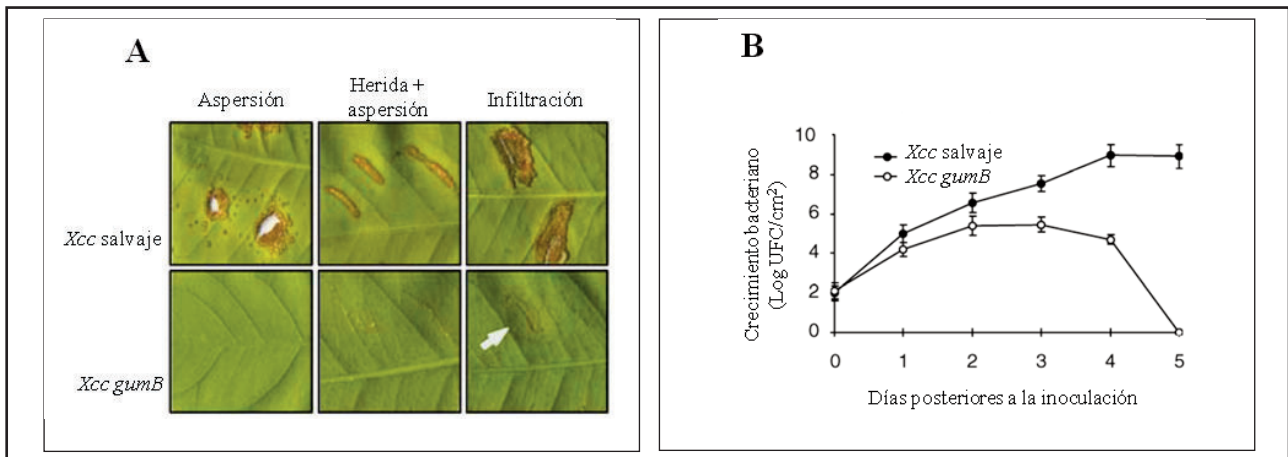 A
Aspersión
Herida +
aspersión
Infiltración
Xcc salvaje
Xcc gumB
B
Crecimiento bacteriano
(Log UFC/cm²)
10
8
6
4
2
0
Xcc salvaje
Xcc gumB
0 1 2 3 4 5
Días posteriores a la inoculación